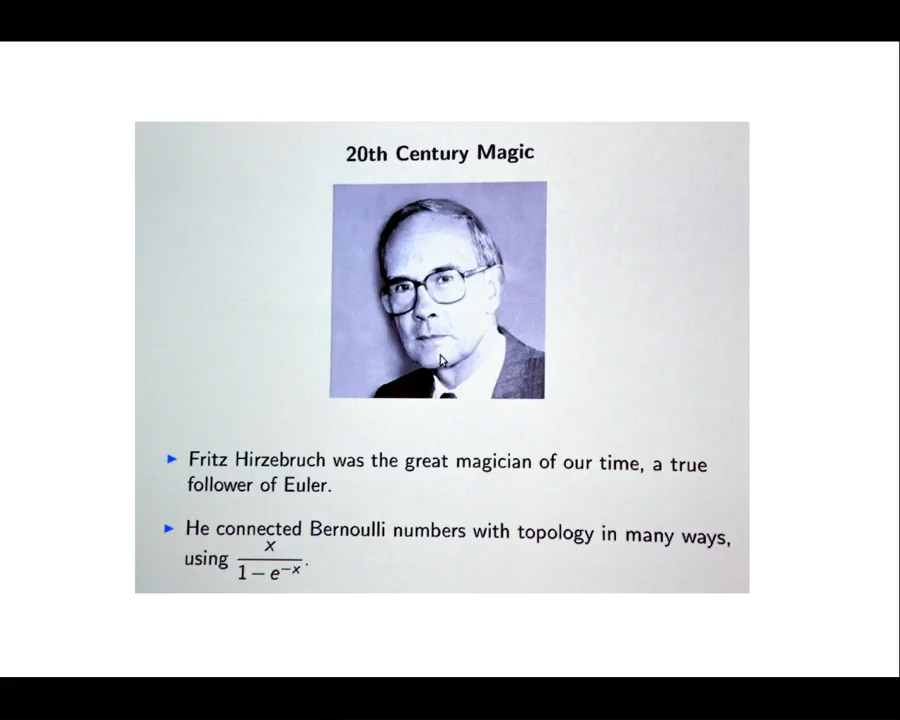 20th Century Magic
Fritz Hirzebruch was the great magician of our time, a true
follower of Euler.
He connected Bernoulli numbers with topology in many ways,
using x / (1 − e^{−x}).